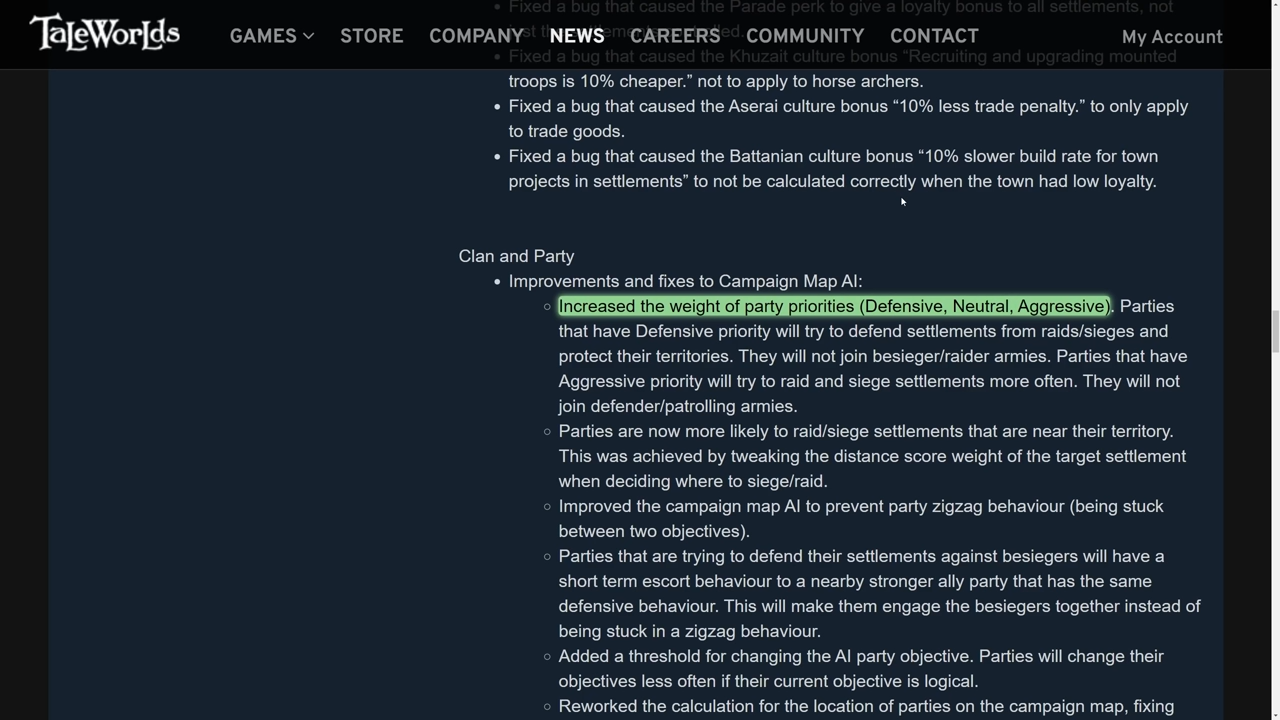 TaleWorlds
GAMES STORE COMPANY NEWS CAREERS COMMUNITY CONTACT My Account
Fixed a bug that caused the Parade perk to give a loyalty bonus to all settlements, not
Fixed a bug that caused the Khuzait culture bonus “Recruiting and upgrading mounted
troops is 10% cheaper.” not to apply to horse archers.
Fixed a bug that caused the Aserai culture bonus “10% less trade penalty.” to only apply
to trade goods.
Fixed a bug that caused the Battanian culture bonus “10% slower build rate for town
projects in settlements” to not be calculated correctly when the town had low loyalty.
Clan and Party
Improvements and fixes to Campaign Map AI:
Increased the weight of party priorities (Defensive, Neutral, Aggressive). Parties
that have Defensive priority will try to defend settlements from raids/sieges and
protect their territories. They will not join besieger/raider armies. Parties that have
Aggressive priority will try to raid and siege settlements more often. They will not
join defender/patrolling armies.
Parties are now more likely to raid/siege settlements that are near their territory.
This was achieved by tweaking the distance score weight of the target settlement
when deciding where to siege/raid.
Improved the campaign map AI to prevent party zigzag behaviour (being stuck
between two objectives).
Parties that are trying to defend their settlements against besiegers will have a
short term escort behaviour to a nearby stronger ally party that has the same
defensive behaviour. This will make them engage the besiegers together instead of
being stuck in a zigzag behaviour.
Added a threshold for changing the AI party objective. Parties will change their
objectives less often if their current objective is logical.
Reworked the calculation for the location of parties on the campaign map, fixing